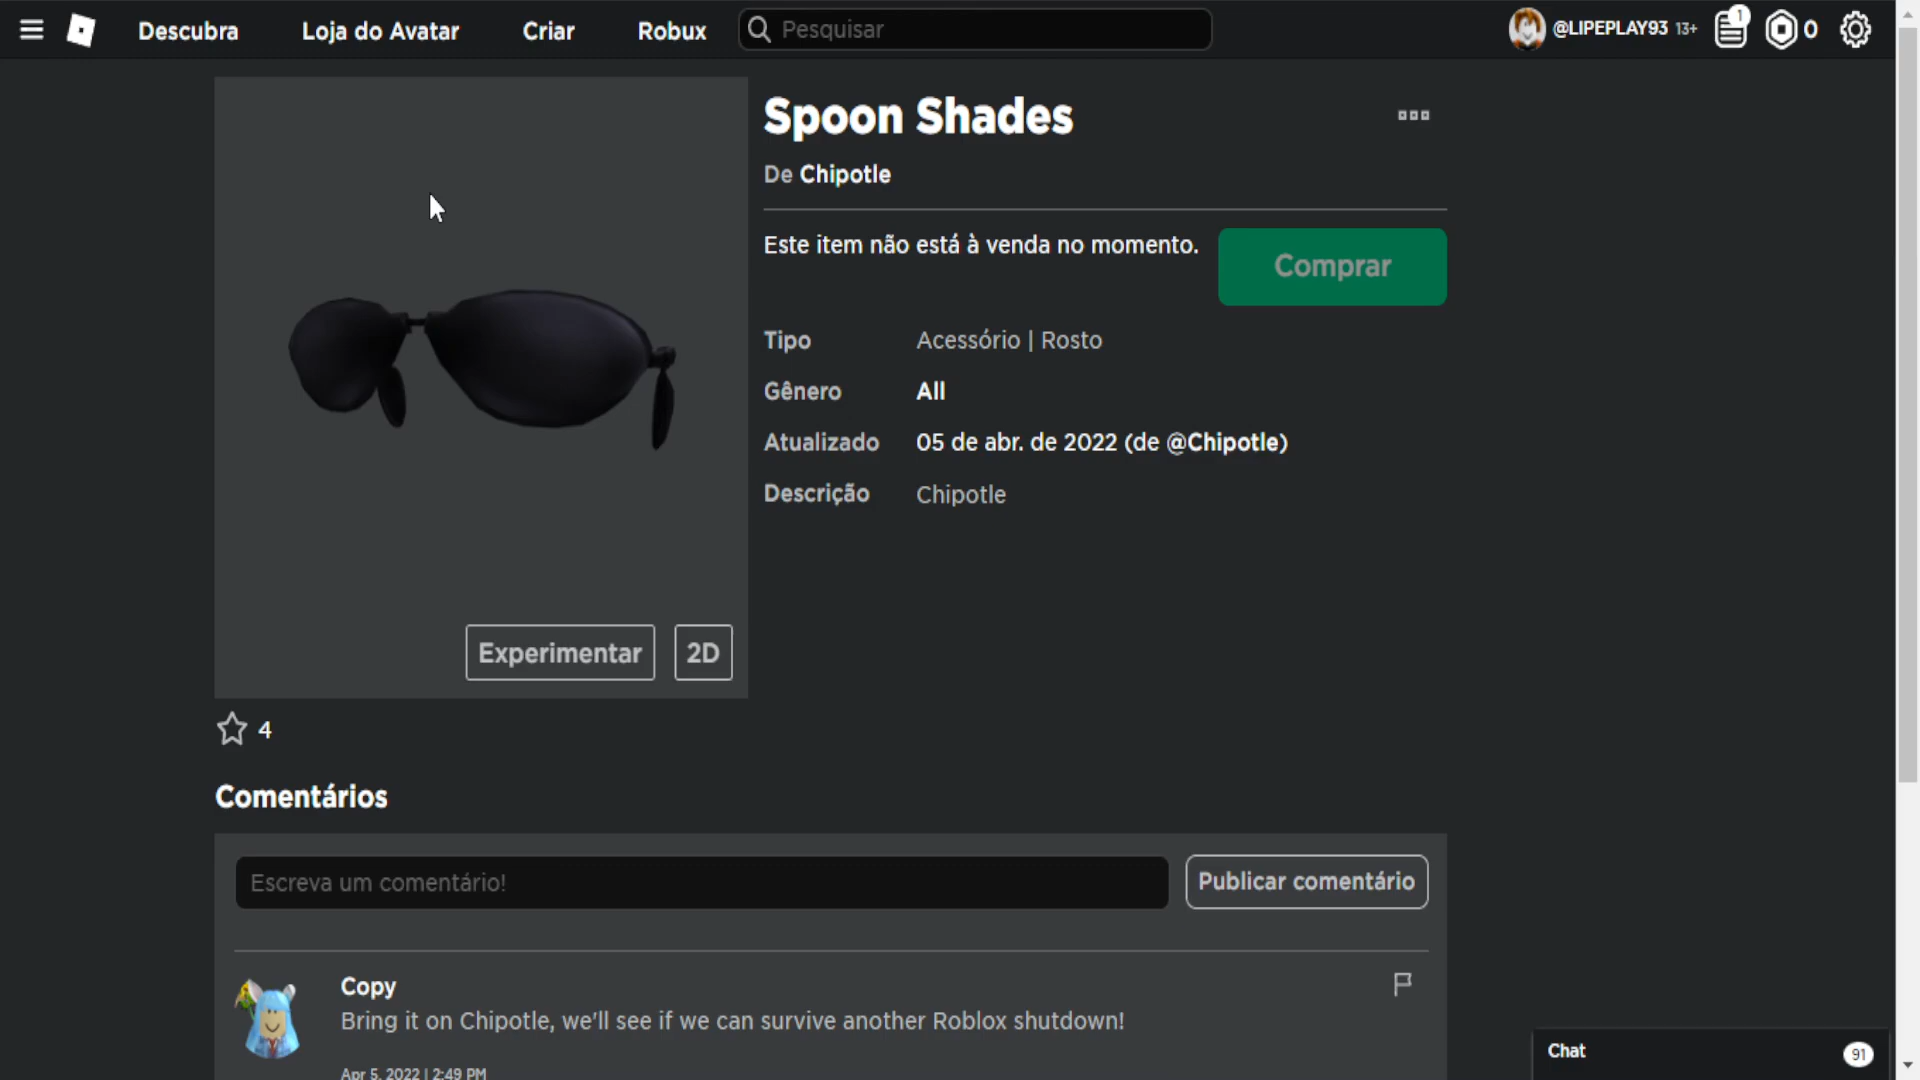 Descubra Loja do Avatar Criar Robux Pesquisar @LIPEPLAY93 13+ 1 0
Spoon Shades
De Chipotle
Este item não está à venda no momento. Comprar
Tipo Acessório | Rosto
Gênero All
Atualizado 05 de abr. de 2022 (de @Chipotle)
Descrição Chipotle
Experimentar 2D
4
Comentários
Escreva um comentário! Publicar comentário
Copy
Bring it on Chipotle, we'll see if we can survive another Roblox shutdown!
Apr 5, 2022 | 2:49 PM
Chat 91